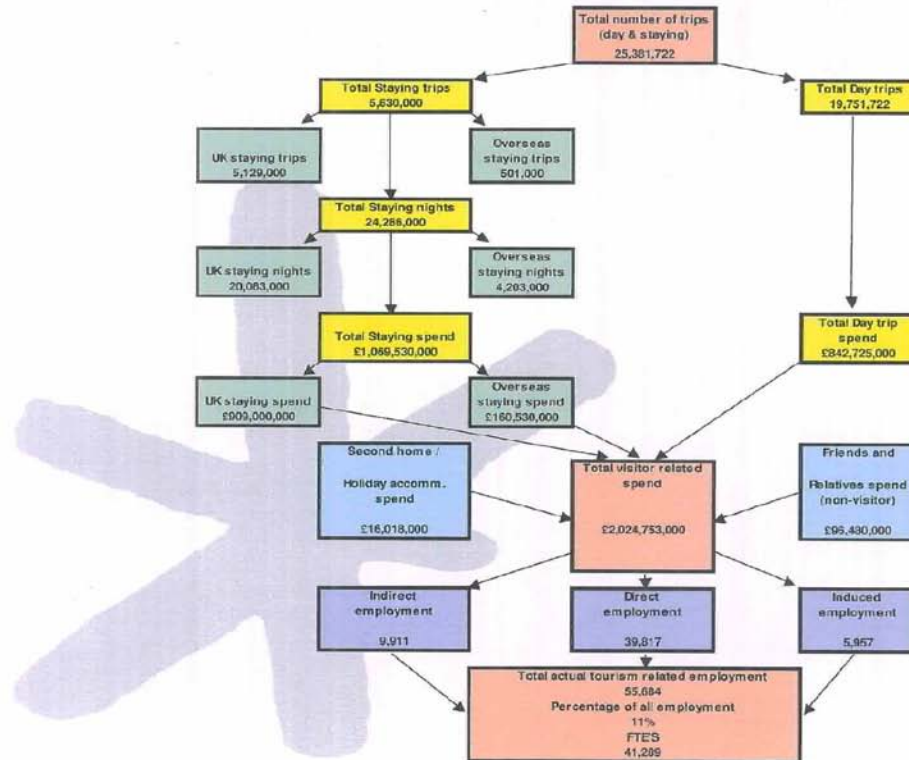 Total number of trips
(day & staying)
25,381,722
Total Staying trips
5,630,000
Total Day trips
19,751,722
UK staying trips
5,129,000
Overseas
staying trips
501,000
Total Staying nights
24,286,000
UK staying nights
20,083,000
Overseas
staying nights
4,203,000
Total Staying spend
£1,069,530,000
Total Day trip
spend
£842,725,000
UK staying spend
£909,000,000
Overseas
staying spend
£160,530,000
Second home /
Holiday accomm.
spend
£16,018,000
Total visitor related
spend
£2,024,753,000
Friends and
Relatives spend
(non-visitor)
£96,480,000
Indirect
employment
9,911
Direct
employment
39,817
Induced
employment
5,957
Total actual tourism related employment
55,684
Percentage of all employment
11%
FTE'S
41,289